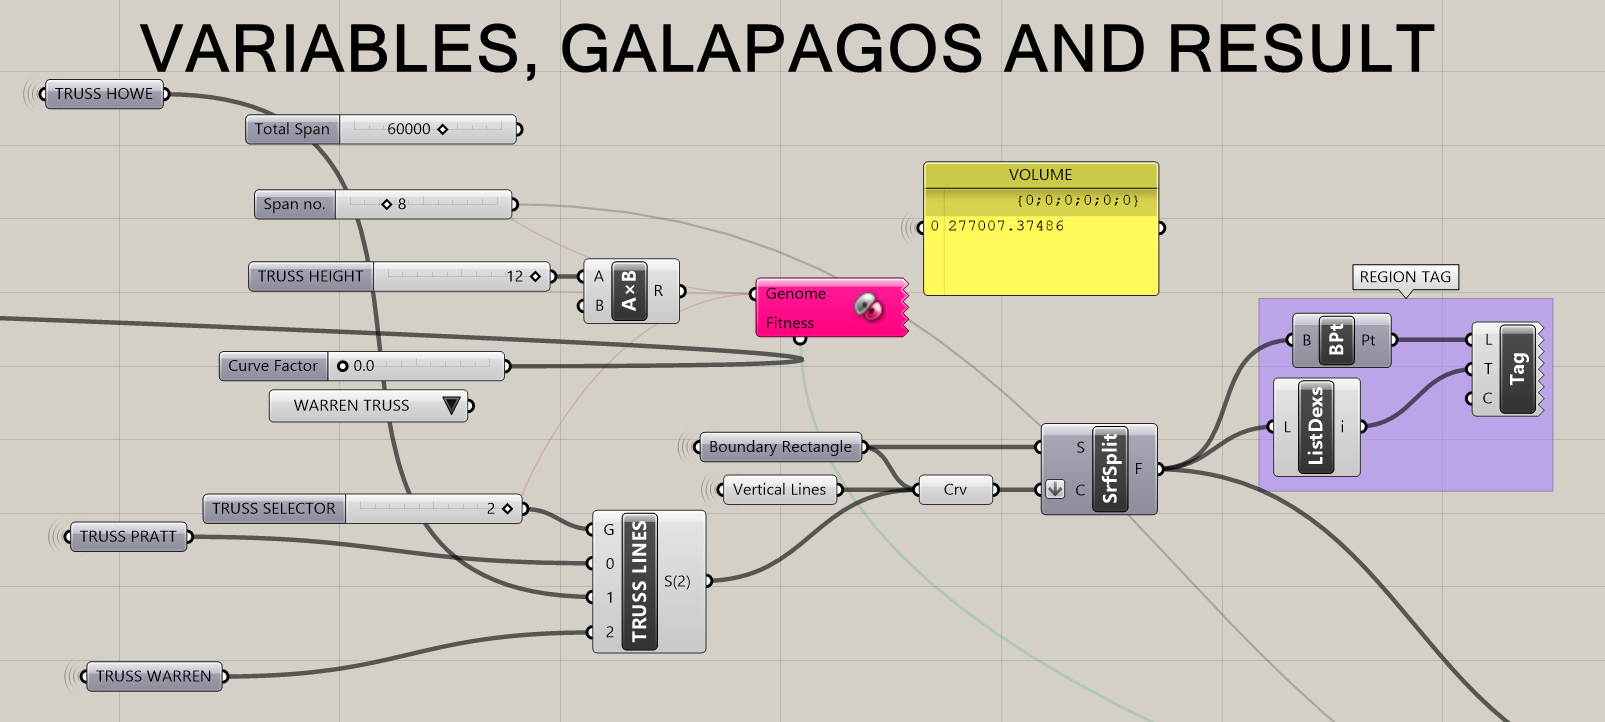 VARIABLES, GALAPAGOS AND RESULT
TRUSS HOWE
Total Span 60000
Span no. 8
VOLUME
{0;0;0;0;0;0}
0 277007.37486
TRUSS HEIGHT 12
A
B
A×B
R
Genome
Fitness
REGION TAG
B
BPt
Pt
L
T
C
Tag
L
ListDexs
i
Curve Factor 0.0
WARREN TRUSS
Boundary Rectangle
Vertical Lines
Crv
S
C
SrfSplit
F
TRUSS SELECTOR 2
TRUSS PRATT
G
0
1
2
TRUSS LINES
S(2)
TRUSS WARREN